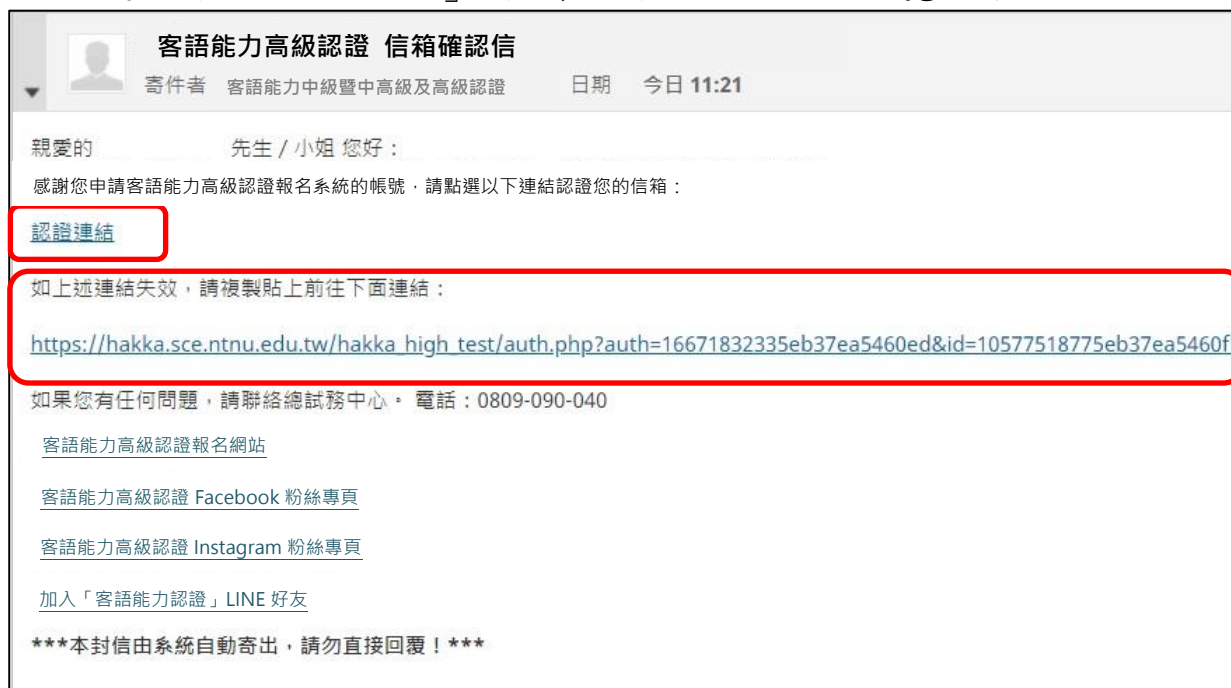 客語能力高級認證 信箱確認信
寄件者 客語能力中級暨中高級及高級認證 日期 今日 11:21
親愛的 先生 / 小姐 您好：
感謝您申請客語能力高級認證報名系統的帳號，請點選以下連結認證您的信箱：
認證連結
如上述連結失效，請複製貼上前往下面連結：
https://hakka.sce.ntnu.edu.tw/hakka_high_test/auth.php?auth=16671832335eb37ea5460ed&id=10577518775eb37ea5460f
如果您有任何問題，請聯絡總試務中心。 電話：0809-090-040
客語能力高級認證報名網站
客語能力高級認證 Facebook 粉絲專頁
客語能力高級認證 Instagram 粉絲專頁
加入「客語能力認證」LINE 好友
***本封信由系統自動寄出，請勿直接回覆！***